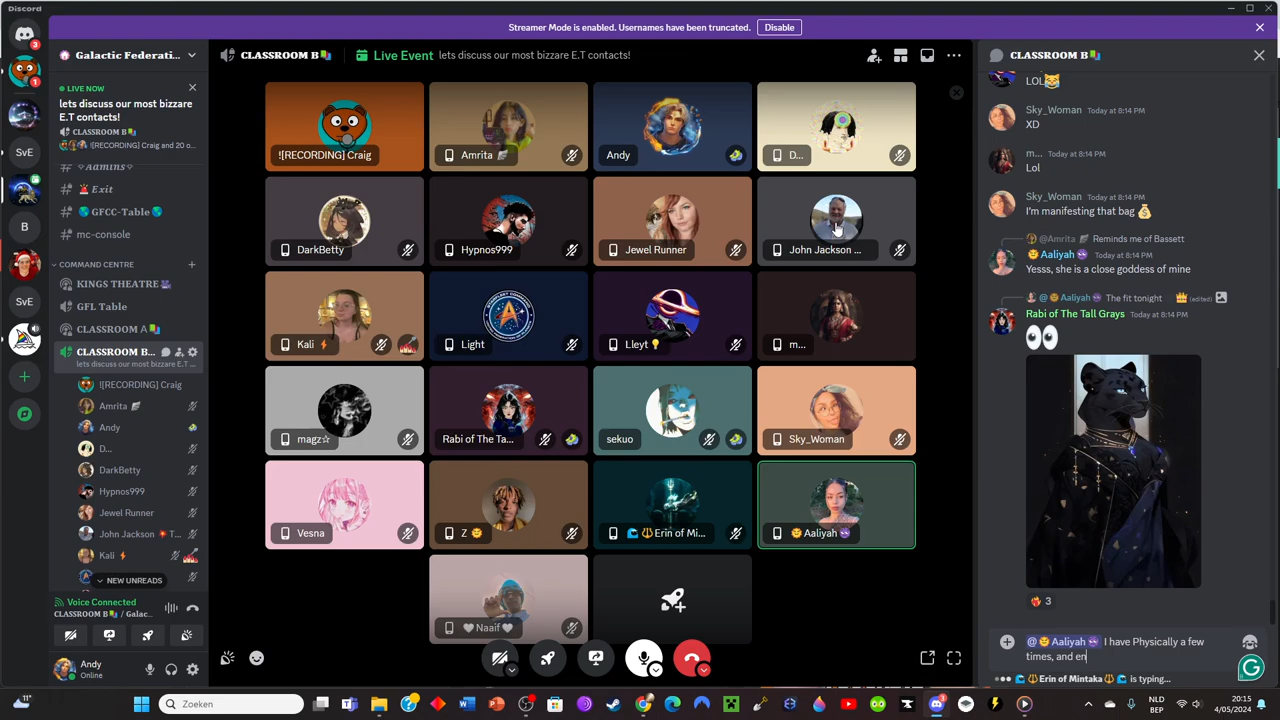 Discord
Streamer Mode is enabled. Usernames have been truncated.
Disable
Galactic Federati...
CLASSROOM B
Live Event
lets discuss our most bizzare E.T contacts!
CLASSROOM B
LIVE NOW
lets discuss our most bizzare
E.T contacts!
CLASSROOM B
![RECORDING] Craig and 20 o
Admins
Exit
GFCC-Table
mc-console
COMMAND CENTRE
KINGS THEATRE
GFL Table
CLASSROOM A
CLASSROOM B...
lets discuss our most bizzare E.T contac...
![RECORDING] Craig
Amrita
Andy
D...
DarkBetty
Hypnos999
Jewel Runner
John Jackson T...
Kali
NEW UNREADS
Voice Connected
CLASSROOM B / Galac...
Andy
Online
3
1
SvE
B
SvE
![RECORDING] Craig
Amrita
Andy
D...
DarkBetty
Hypnos999
Jewel Runner
John Jackson ...
Kali
Light
Lleyt
m...
magz☆
Rabi of The Ta...
sekuo
Sky_Woman
Vesna
Z
Erin of Mi...
Aaliyah
Naaif
LOL
Sky_Woman Today at 8:14 PM
XD
m... Today at 8:14 PM
Lol
Sky_Woman Today at 8:14 PM
I'm manifesting that bag
@Amrita Reminds me of Bassett
Aaliyah Today at 8:14 PM
Yesss, she is a close goddess of mine
@ Aaliyah The fit tonight (edited)
Rabi of The Tall Grays Today at 8:14 PM
3
@ Aaliyah I have Physically a few
times, and en
Erin of Mintaka is typing...
11°
Zoeken
3
NLD
BEP
20:15
4/05/2024